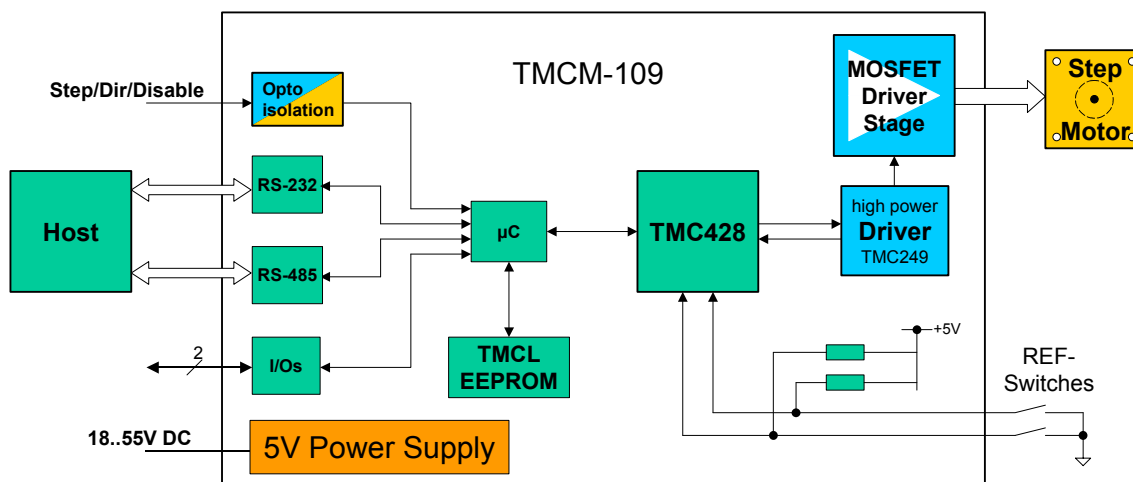 TMCM-109
Step/Dir/Disable
Opto
isolation
MOSFET
Driver
Stage
Step
Motor
Host
RS-232
RS-485
µC
TMC428
high power
Driver
TMC249
2
I/Os
TMCL
EEPROM
+5V
REF-
Switches
18..55V DC
5V Power Supply